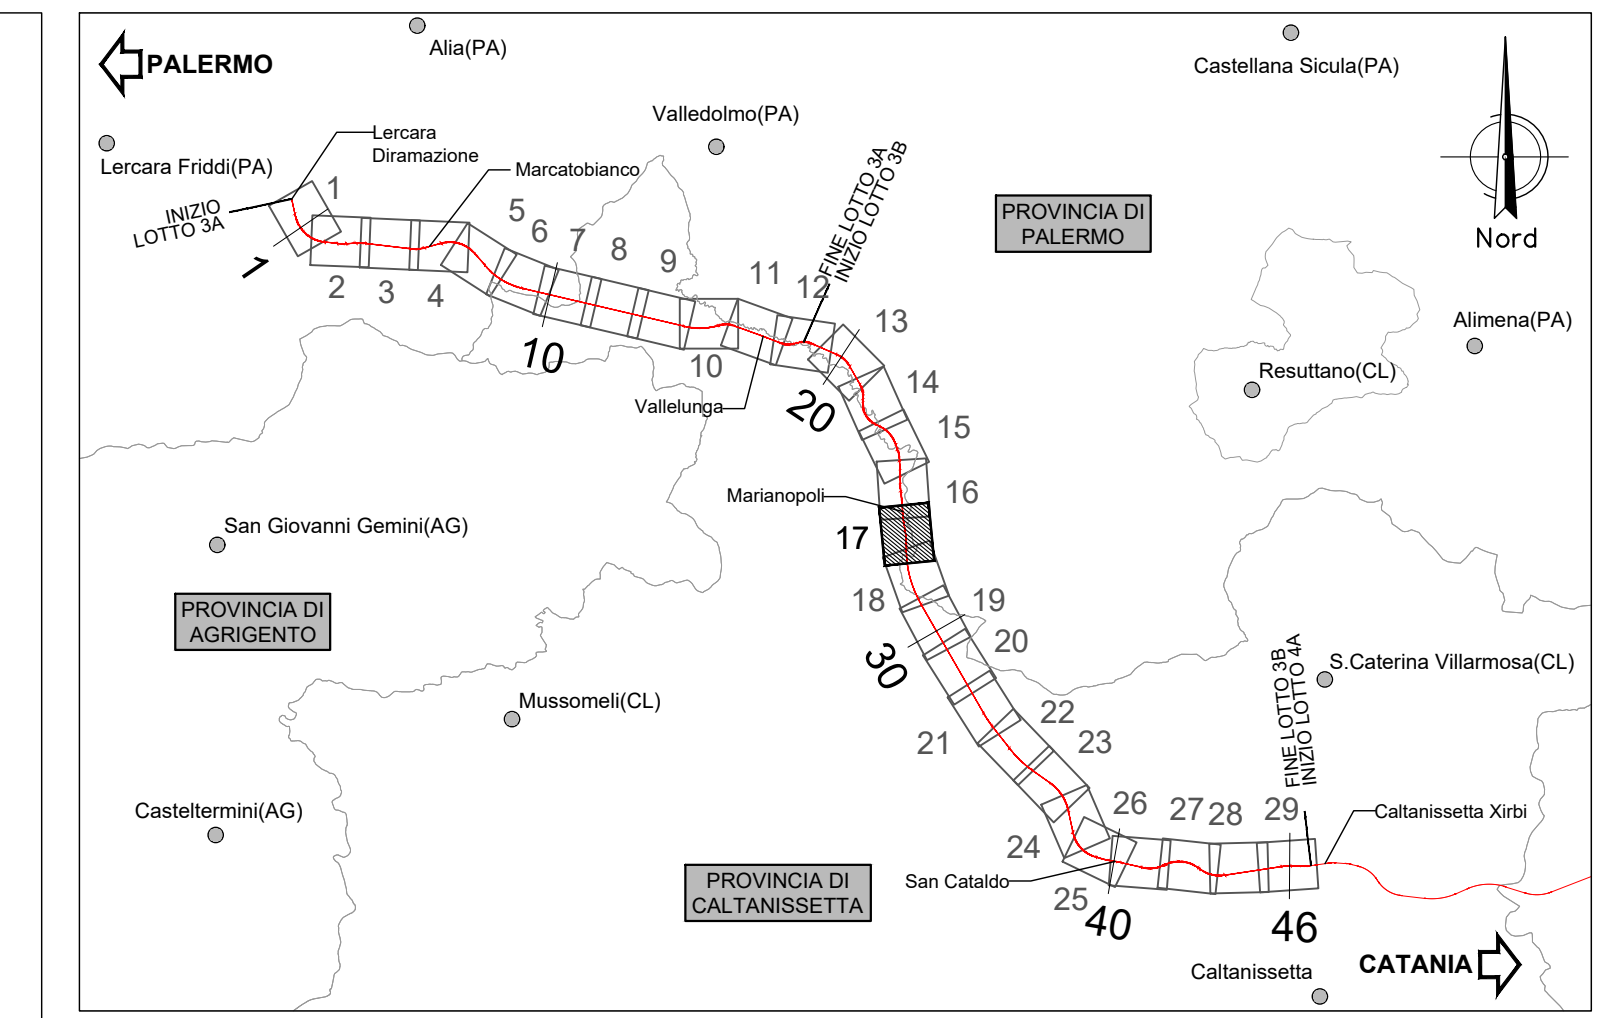 PALERMO
Alia(PA)
Castellana Sicula(PA)
Valledolmo(PA)
Lercara Friddi(PA)
Lercara
Diramazione
Marcatobianco
INIZIO
LOTTO 3A
FINE LOTTO 3A
INIZIO LOTTO 3B
PROVINCIA DI
PALERMO
Nord
1
1
2
3
4
5
6
7
8
9
10
10
11
12
13
14
15
16
17
18
19
20
20
21
22
23
24
25
26
27
28
29
30
40
46
Vallelunga
Alimena(PA)
Resuttano(CL)
Marianopoli
San Giovanni Gemini(AG)
PROVINCIA DI
AGRIGENTO
Mussomeli(CL)
S.Caterina Villarmosa(CL)
FINE LOTTO 3B
INIZIO LOTTO 4A
Casteltermini(AG)
Caltanissetta Xirbi
San Cataldo
PROVINCIA DI
CALTANISSETTA
Caltanissetta
CATANIA